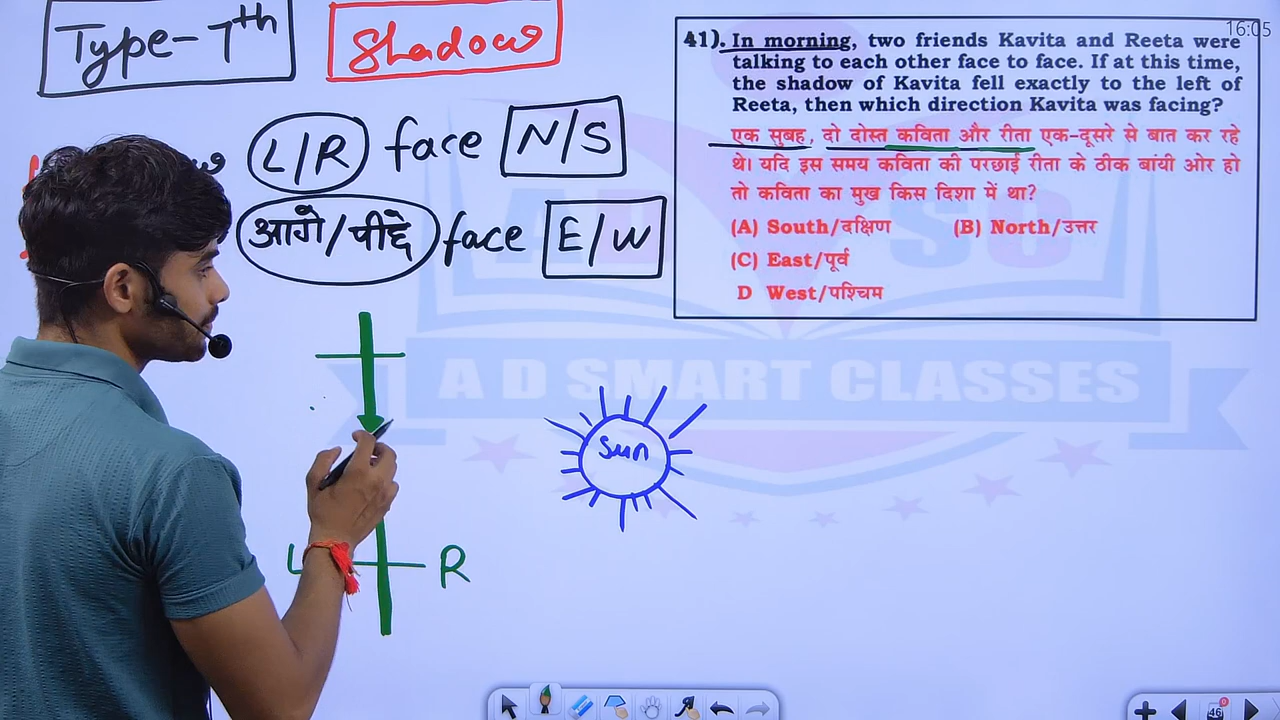 Type-7th
Shadow
16:05
41). In morning, two friends Kavita and Reeta were
talking to each other face to face. If at this time,
the shadow of Kavita fell exactly to the left of
Reeta, then which direction Kavita was facing?
एक सुबह, दो दोस्त कविता और रीता एक-दूसरे से बात कर रहे
थे। यदि इस समय कविता की परछाई रीता के ठीक बांयी ओर हो
तो कविता का मुख किस दिशा में था?
(A) South/दक्षिण (B) North/उत्तर
(C) East/पूर्व
D West/पश्चिम
L/R face N/S
आगे/पीछे face E/W
A D SMART CLASSES
Sun
L R
46